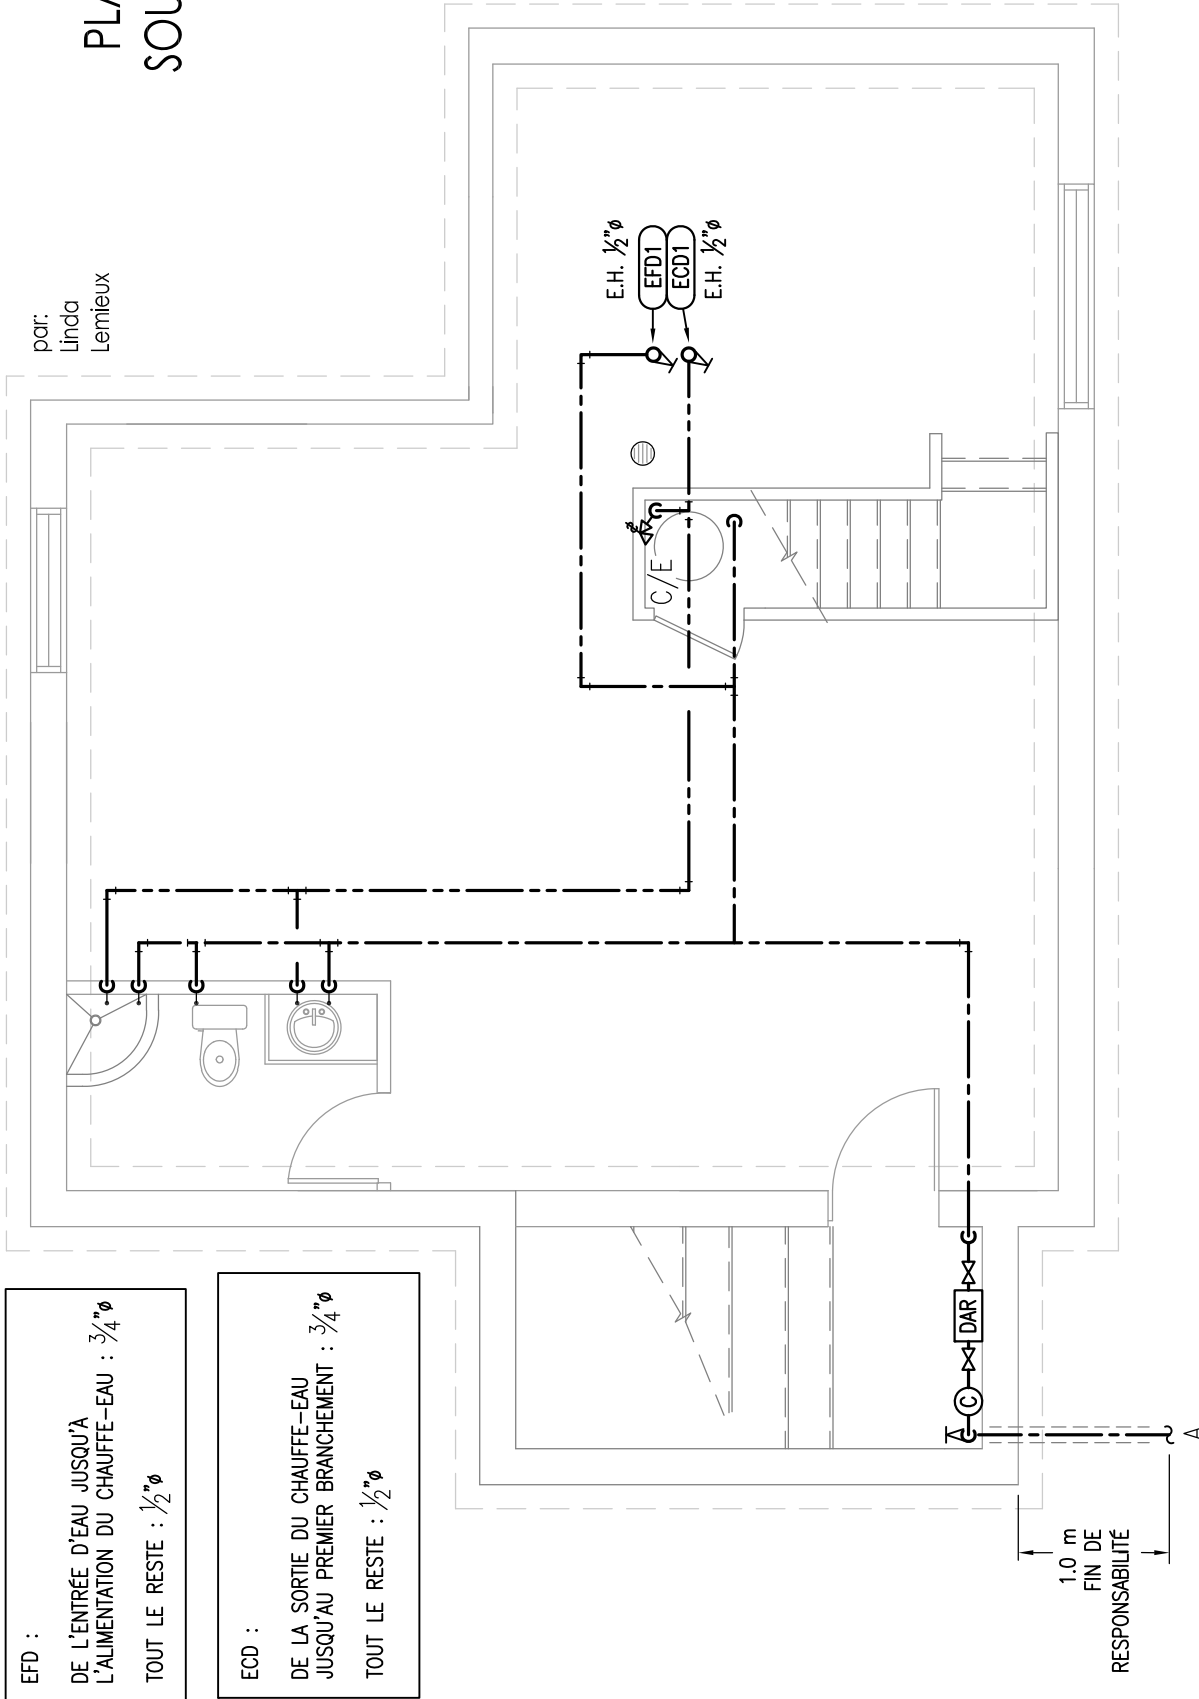 PLA
SOU
par:
Linda
Lemieux
E.H. ½"ø
EFD1
ECD1
E.H. ½"ø
C/E
EFD :
DE L'ENTRÉE D'EAU JUSQU'À
L'ALIMENTATION DU CHAUFFE-EAU : ¾"ø
TOUT LE RESTE : ½"ø
ECD :
DE LA SORTIE DU CHAUFFE-EAU
JUSQU'AU PREMIER BRANCHEMENT : ¾"ø
TOUT LE RESTE : ½"ø
DAR
C
A
1.0 m
FIN DE
RESPONSABILITÉ